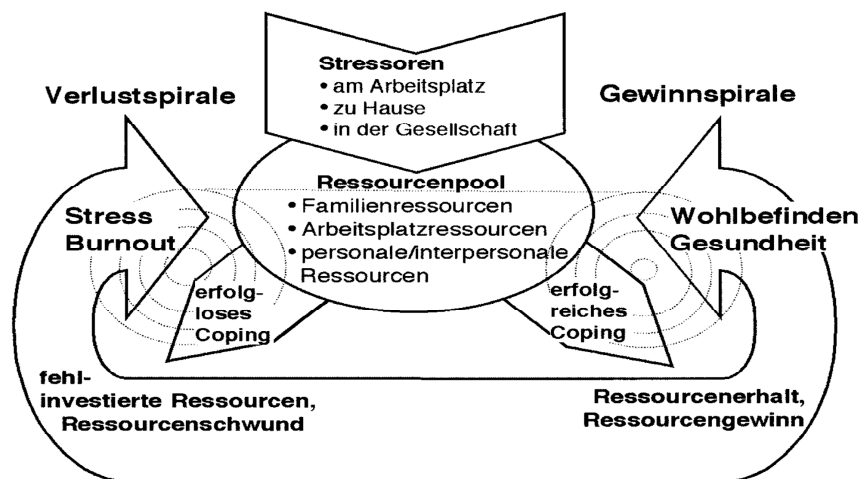 Stressoren
• am Arbeitsplatz
• zu Hause
• in der Gesellschaft
Verlustspirale
Gewinnspirale
Ressourcenpool
• Familienressourcen
• Arbeitsplatzressourcen
• personale/interpersonale
Ressourcen
Stress
Burnout
Wohlbefinden
Gesundheit
erfolg-
loses
Coping
erfolg-
reiches
Coping
fehl-
investierte Ressourcen,
Ressourcenschwund
Ressourcenerhalt,
Ressourcengewinn